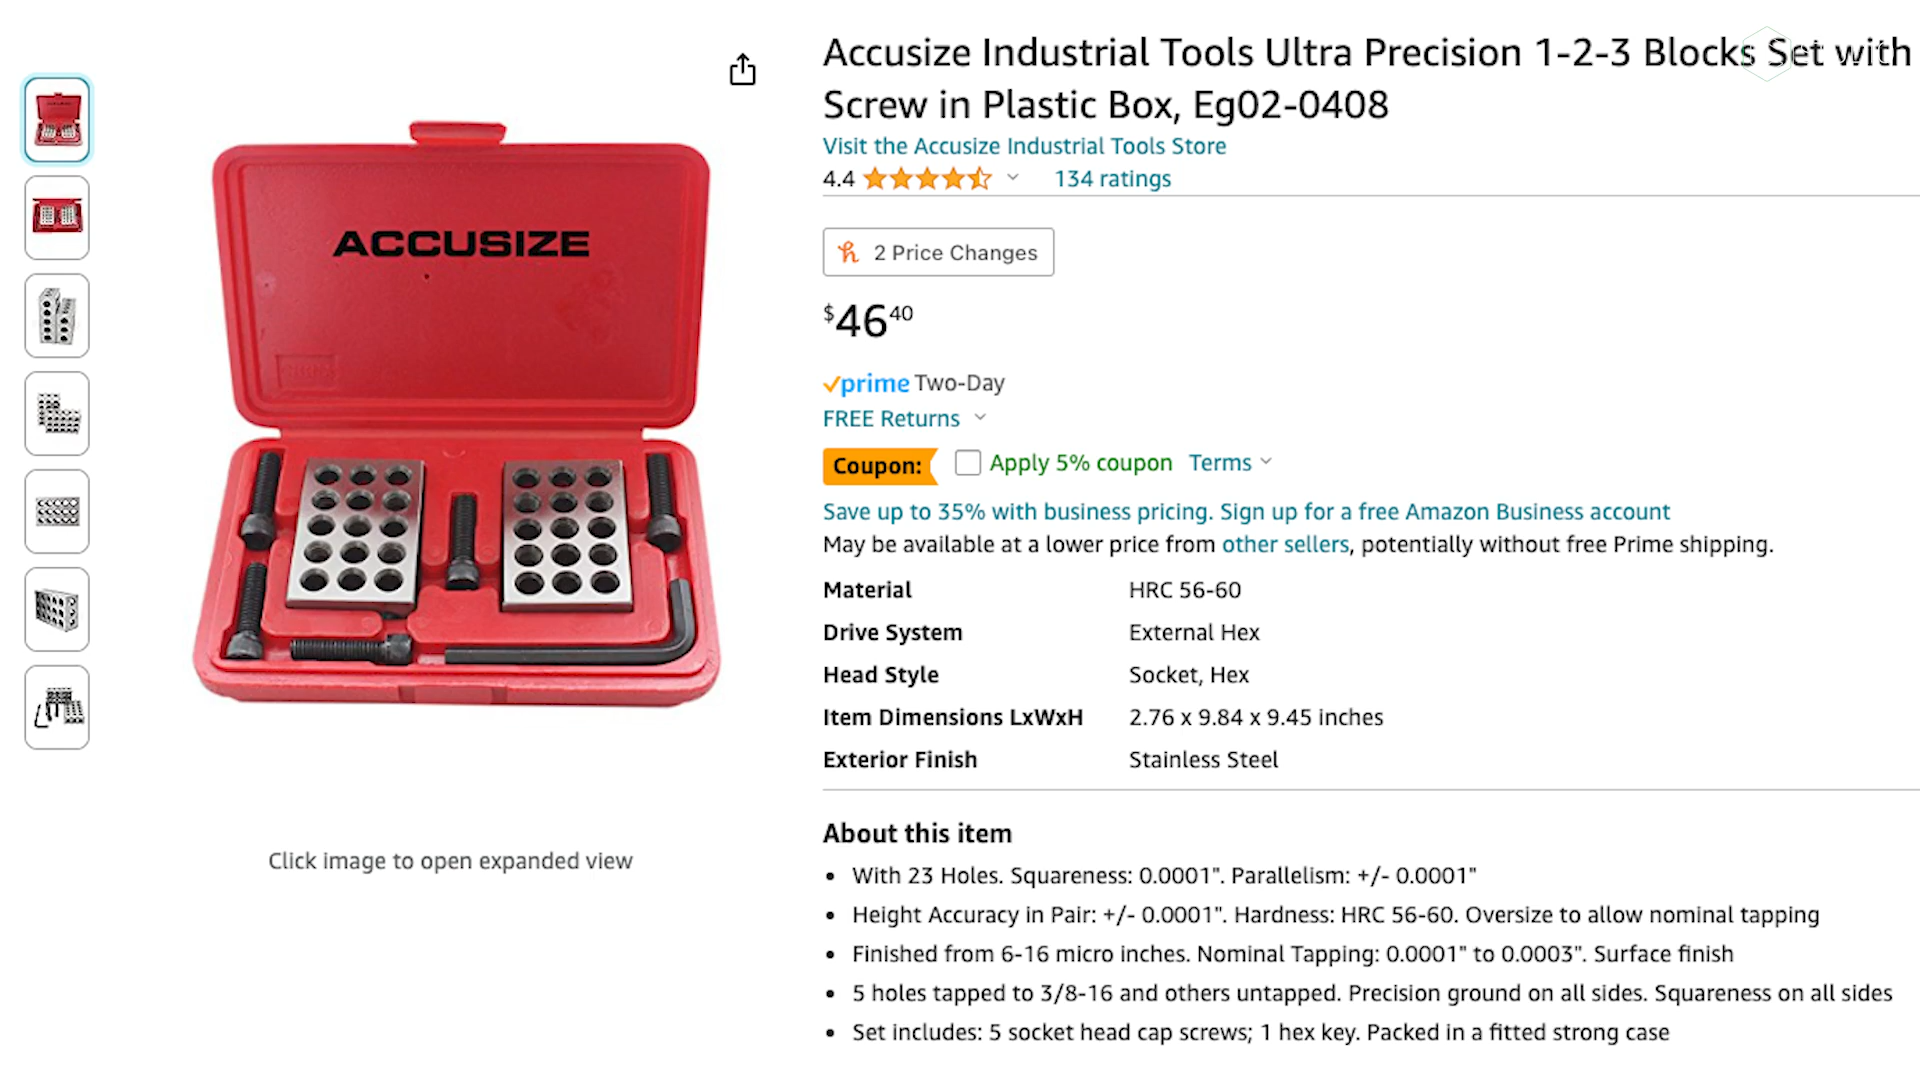 Accusize Industrial Tools Ultra Precision 1-2-3 Blocks Set with
Screw in Plastic Box, Eg02-0408
Visit the Accusize Industrial Tools Store
4.4 134 ratings
2 Price Changes
$46 40
prime Two-Day
FREE Returns
Coupon: Apply 5% coupon Terms
Save up to 35% with business pricing. Sign up for a free Amazon Business account
May be available at a lower price from other sellers, potentially without free Prime shipping.
Material HRC 56-60
Drive System External Hex
Head Style Socket, Hex
Item Dimensions LxWxH 2.76 x 9.84 x 9.45 inches
Exterior Finish Stainless Steel
About this item
• With 23 Holes. Squareness: 0.0001". Parallelism: +/- 0.0001"
• Height Accuracy in Pair: +/- 0.0001". Hardness: HRC 56-60. Oversize to allow nominal tapping
• Finished from 6-16 micro inches. Nominal Tapping: 0.0001" to 0.0003". Surface finish
• 5 holes tapped to 3/8-16 and others untapped. Precision ground on all sides. Squareness on all sides
• Set includes: 5 socket head cap screws; 1 hex key. Packed in a fitted strong case
ACCUSIZE
Click image to open expanded view